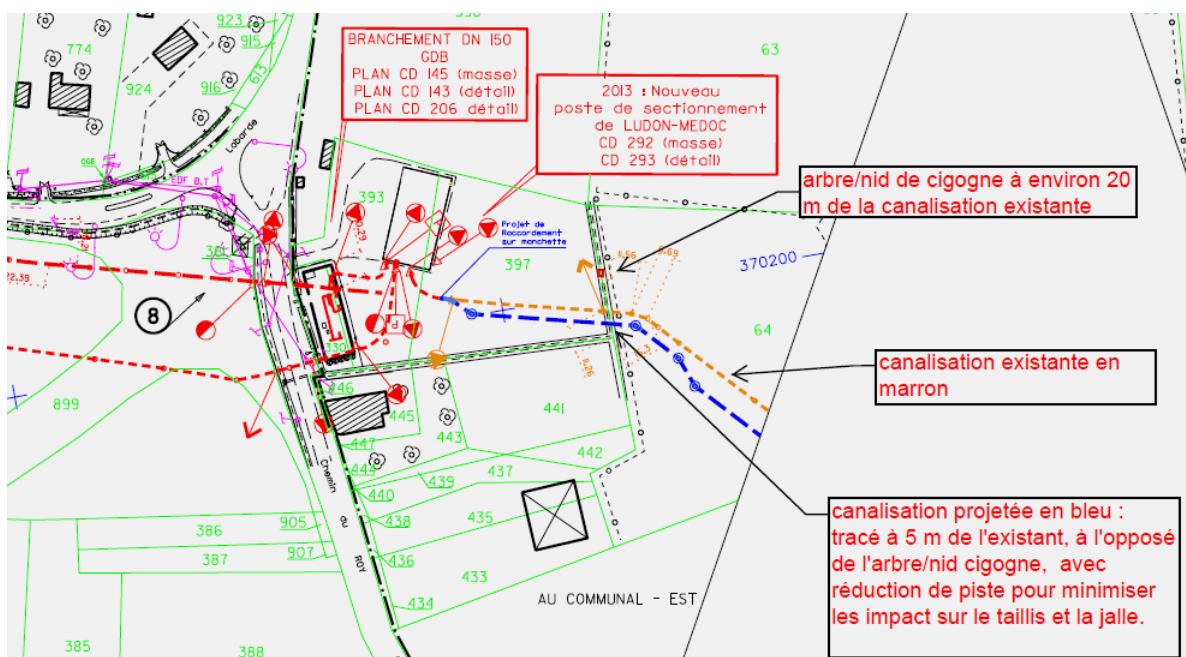 923
915
613
774
916
924
BRANCHEMENT DN 150
GDB
PLAN CD 145 (masse)
PLAN CD 143 (détail)
PLAN CD 206 détail)
2013 : Nouveau
poste de sectionnement
de LUDON-MEDOC
CD 292 (masse)
CD 293 (détail)
63
Labarde
CGE
EDF B.T
393
Projet de
Raccordement
sur manchette
397
arbre/nid de cigogne à environ 20
m de la canalisation existante
370200
22.39
8
P
64
330
canalisation existante en
marron
899
446
445
441
447
443
442
444
437
439
440
435
438
436
433
434
Chemin
du
ROY
386
905
387
907
385
388
AU COMMUNAL - EST
canalisation projetée en bleu :
tracé à 5 m de l'existant, à l'opposé
de l'arbre/nid cigogne, avec
réduction de piste pour minimiser
les impact sur le taillis et la jalle.